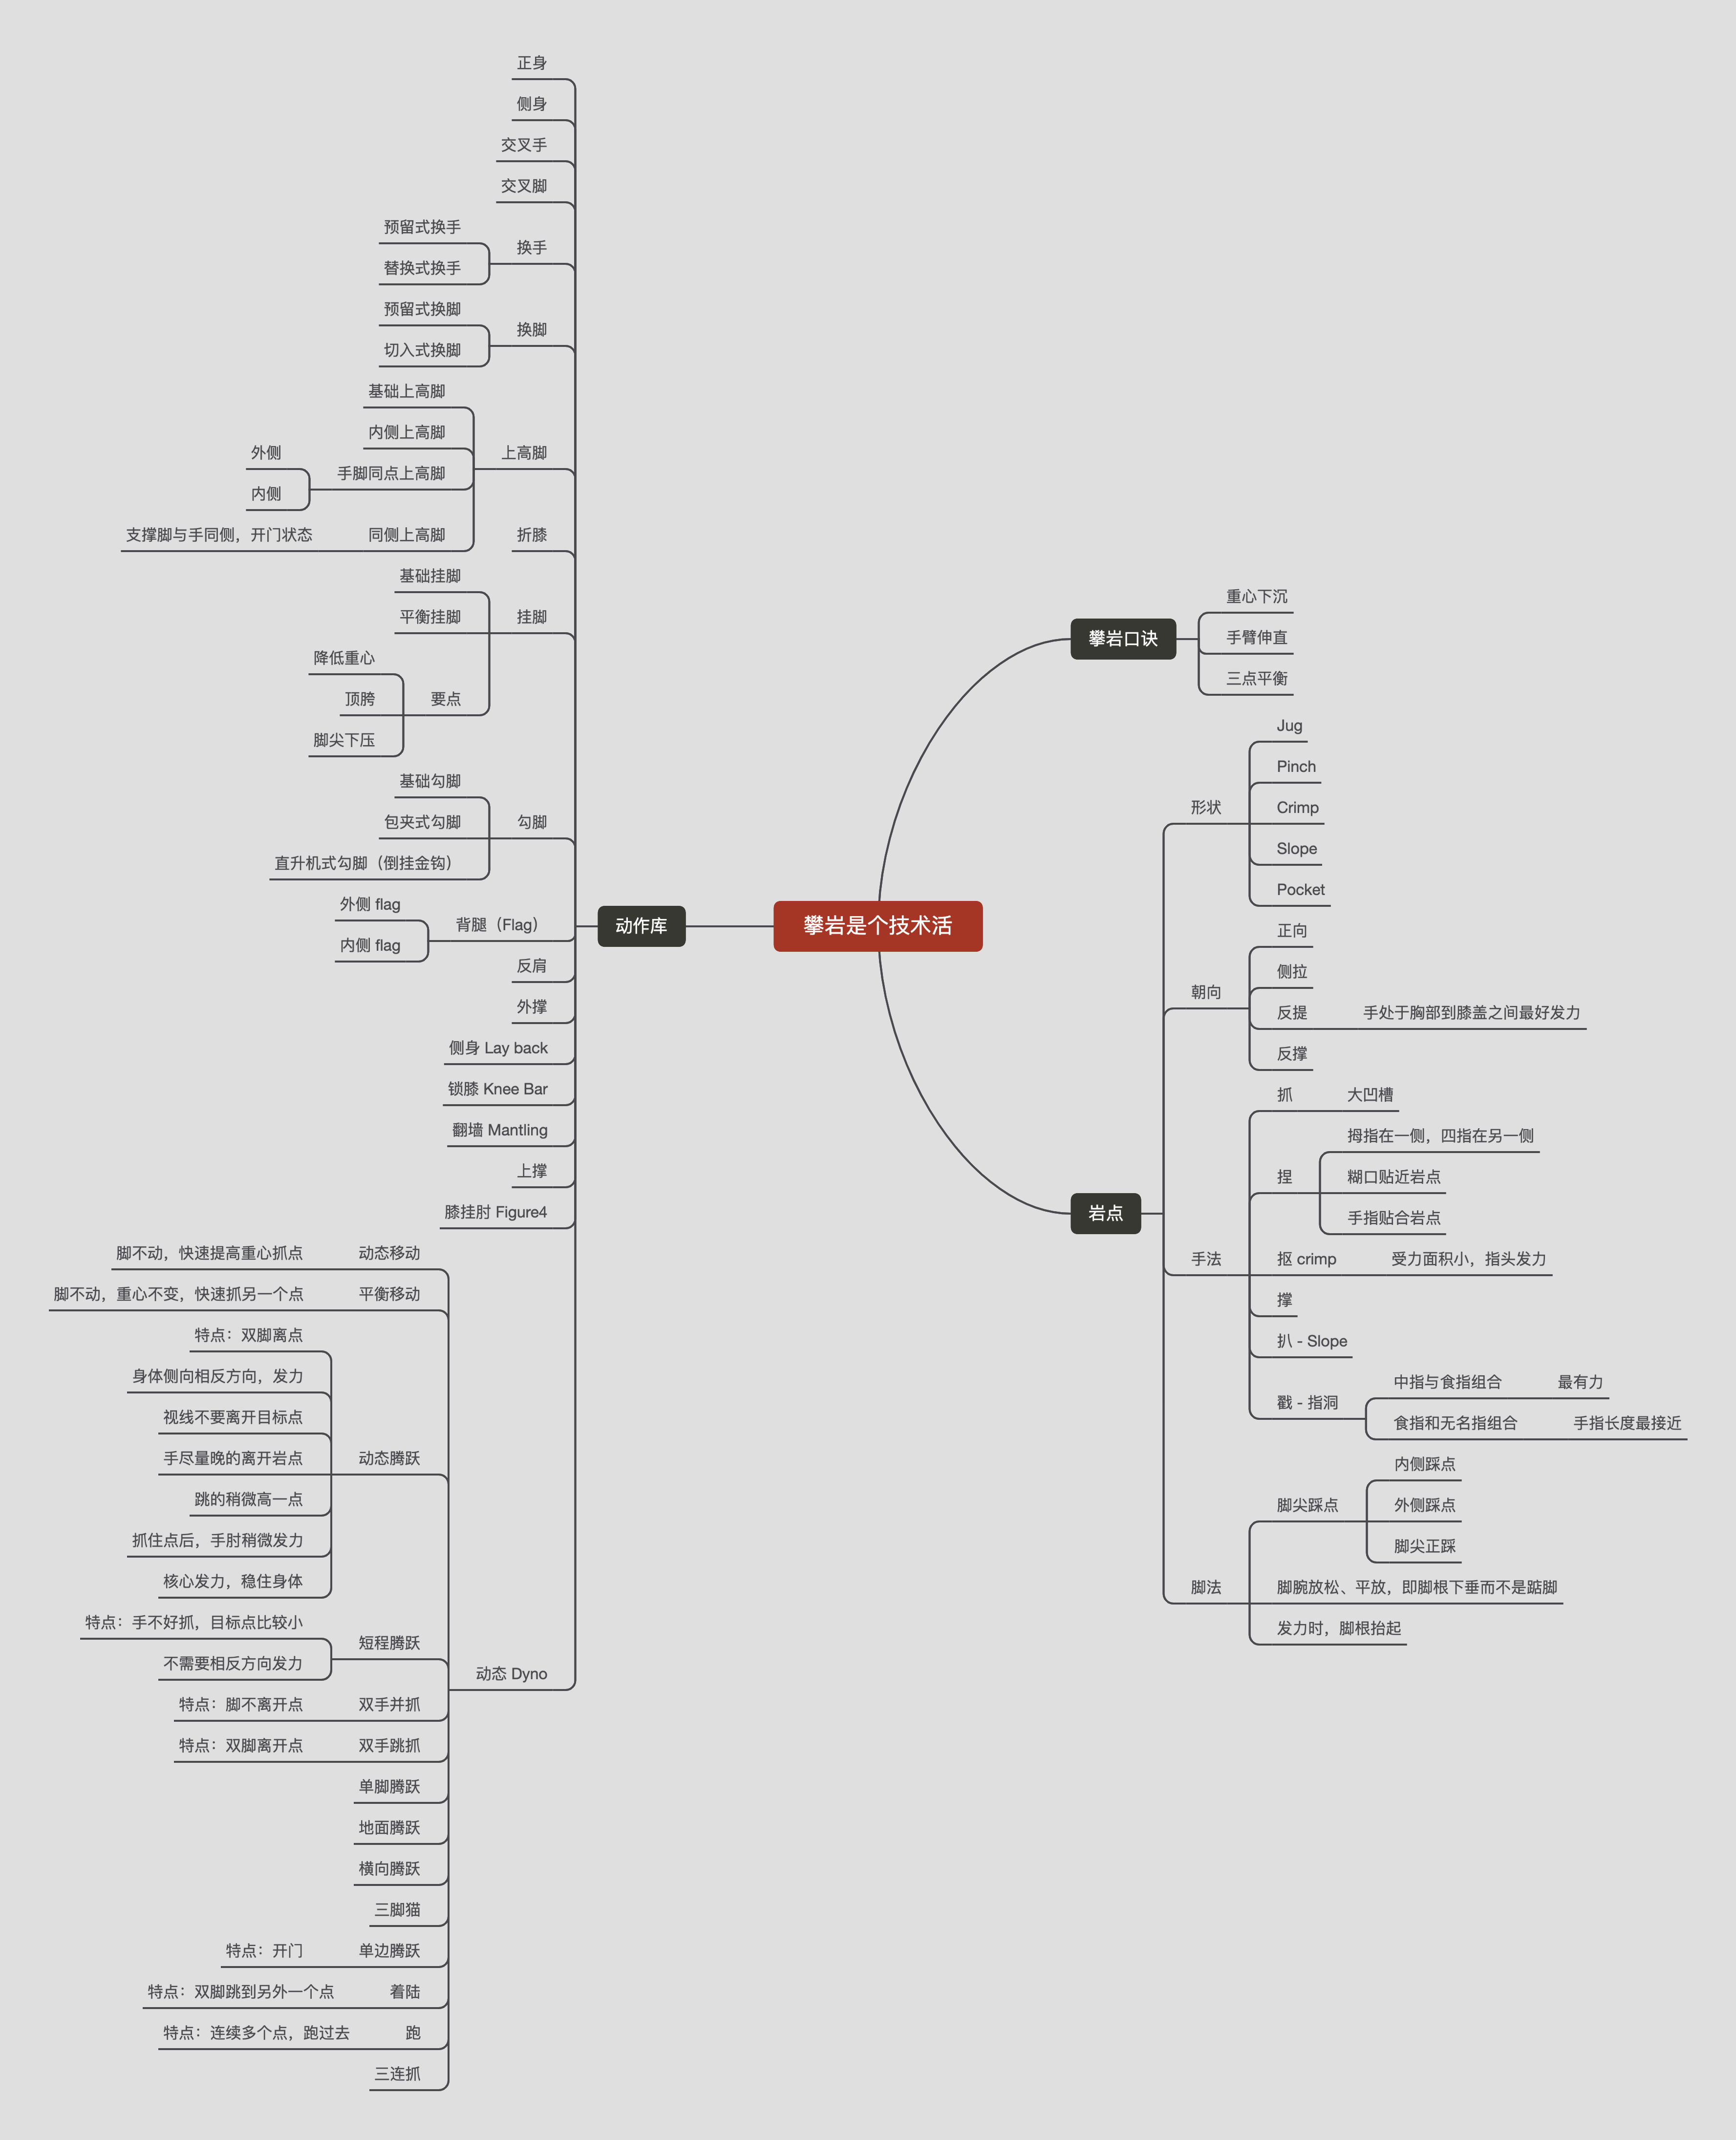 攀岩是个技术活
攀岩口诀
重心下沉
手臂伸直
三点平衡
岩点
形状
Jug
Pinch
Crimp
Slope
Pocket
朝向
正向
侧拉
反提
手处于胸部到膝盖之间最好发力
反撑
手法
抓
大凹槽
捏
拇指在一侧，四指在另一侧
糊口贴近岩点
手指贴合岩点
抠 crimp
受力面积小，指头发力
撑
扒 - Slope
戳 - 指洞
中指与食指组合
最有力
食指和无名指组合
手指长度最接近
脚法
脚尖踩点
内侧踩点
外侧踩点
脚尖正踩
脚腕放松、平放，即脚根下垂而不是踮脚
发力时，脚根抬起
动作库
正身
侧身
交叉手
交叉脚
换手
预留式换手
替换式换手
换脚
预留式换脚
切入式换脚
上高脚
基础上高脚
内侧上高脚
手脚同点上高脚
外侧
内侧
同侧上高脚
支撑脚与手同侧，开门状态
折膝
挂脚
基础挂脚
平衡挂脚
要点
降低重心
顶胯
脚尖下压
勾脚
基础勾脚
包夹式勾脚
直升机式勾脚（倒挂金钩）
背腿（Flag）
外侧 flag
内侧 flag
反肩
外撑
侧身 Lay back
锁膝 Knee Bar
翻墙 Mantling
上撑
膝挂肘 Figure4
动态 Dyno
动态移动
脚不动，快速提高重心抓点
平衡移动
脚不动，重心不变，快速抓另一个点
动态腾跃
特点：双脚离点
身体侧向相反方向，发力
视线不要离开目标点
手尽量晚的离开岩点
跳的稍微高一点
抓住点后，手肘稍微发力
核心发力，稳住身体
短程腾跃
特点：手不好抓，目标点比较小
不需要相反方向发力
双手并抓
特点：脚不离开点
双手跳抓
特点：双脚离开点
单脚腾跃
地面腾跃
横向腾跃
三脚猫
单边腾跃
特点：开门
着陆
特点：双脚跳到另外一个点
跑
特点：连续多个点，跑过去
三连抓